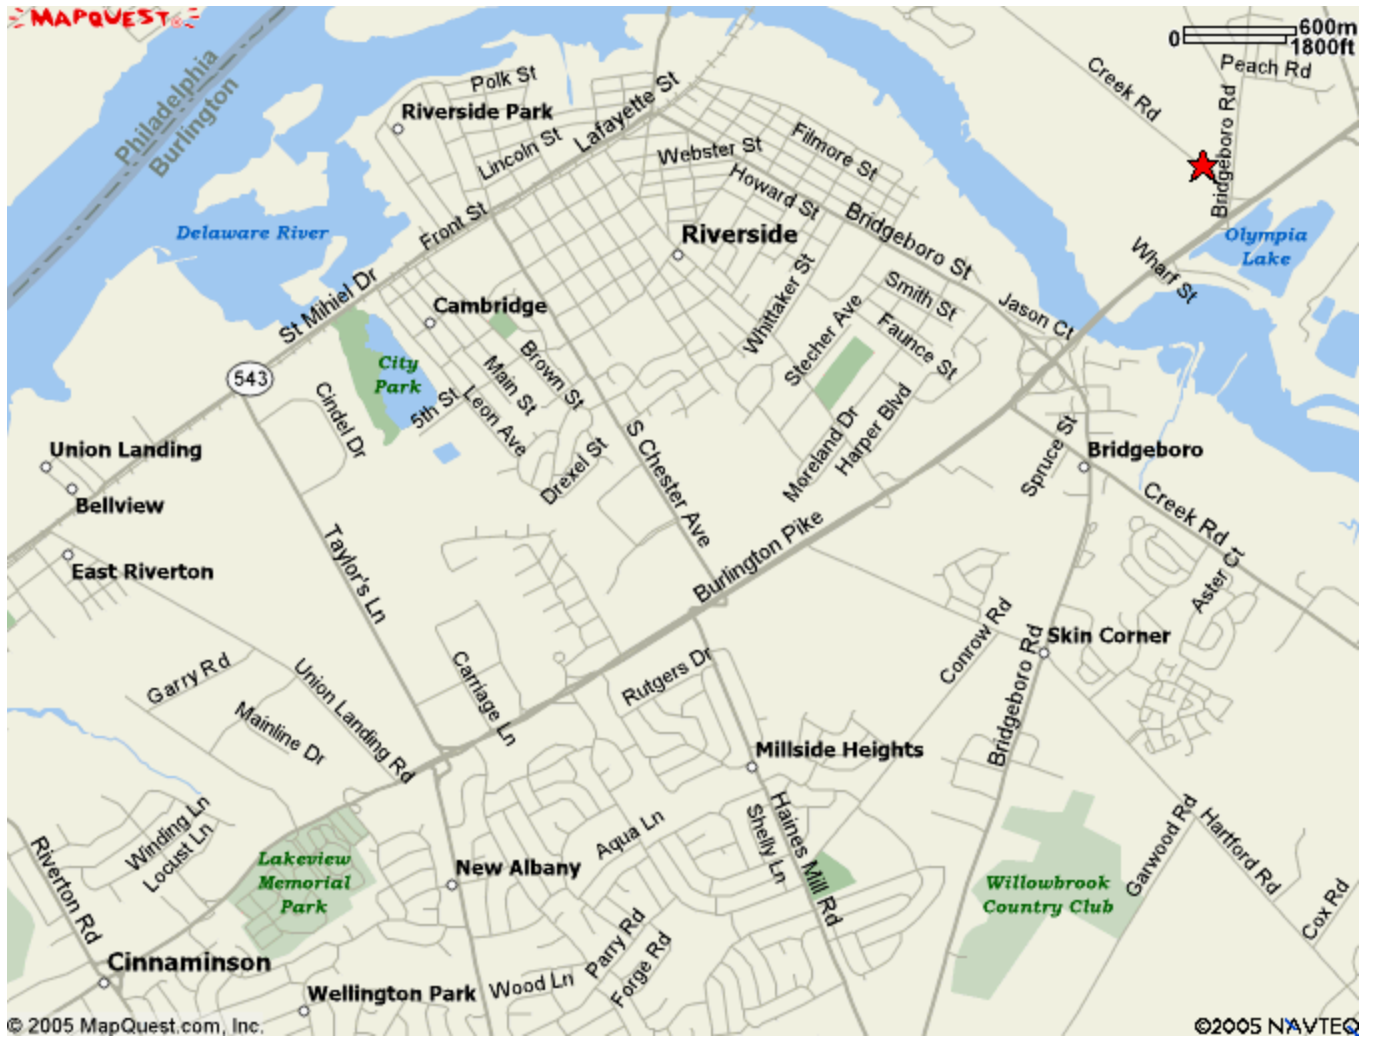 MAPQUEST
0
600m
1800ft
Philadelphia
Burlington
Polk St
Riverside Park
Lincoln St
Lafayette St
Webster St
Filmore St
Howard St
Bridgeboro St
Creek Rd
Peach Rd
Bridgeboro Rd
Delaware River
Front St
Riverside
Olympia
Lake
Wharf St
St Mihiel Dr
Cambridge
Whittaker St
Smith St
Jason Ct
Stecher Ave
Faunce St
City
Park
Brown St
Main St
543
Cindel Dr
5th St
Leon Ave
Drexel St
S Chester Ave
Moreland Dr
Harper Blvd
Spruce St
Bridgeboro
Union Landing
Bellview
East Riverton
Creek Rd
Aster Ct
Taylor's Ln
Burlington Pike
Conrow Rd
Skin Corner
Bridgeboro Rd
Garry Rd
Union Landing Rd
Mainline Dr
Carriage Ln
Rutgers Dr
Millside Heights
Haines Mill Rd
Shelly Ln
Aqua Ln
Winding Ln
Locust Ln
Riverton Rd
Lakeview
Memorial
Park
New Albany
Willowbrook
Country Club
Garwood Rd
Hartford Rd
Cox Rd
Parry Rd
Forge Rd
Wood Ln
Cinnaminson
Wellington Park
© 2005 MapQuest.com, Inc.
©2005 NAVTEQ